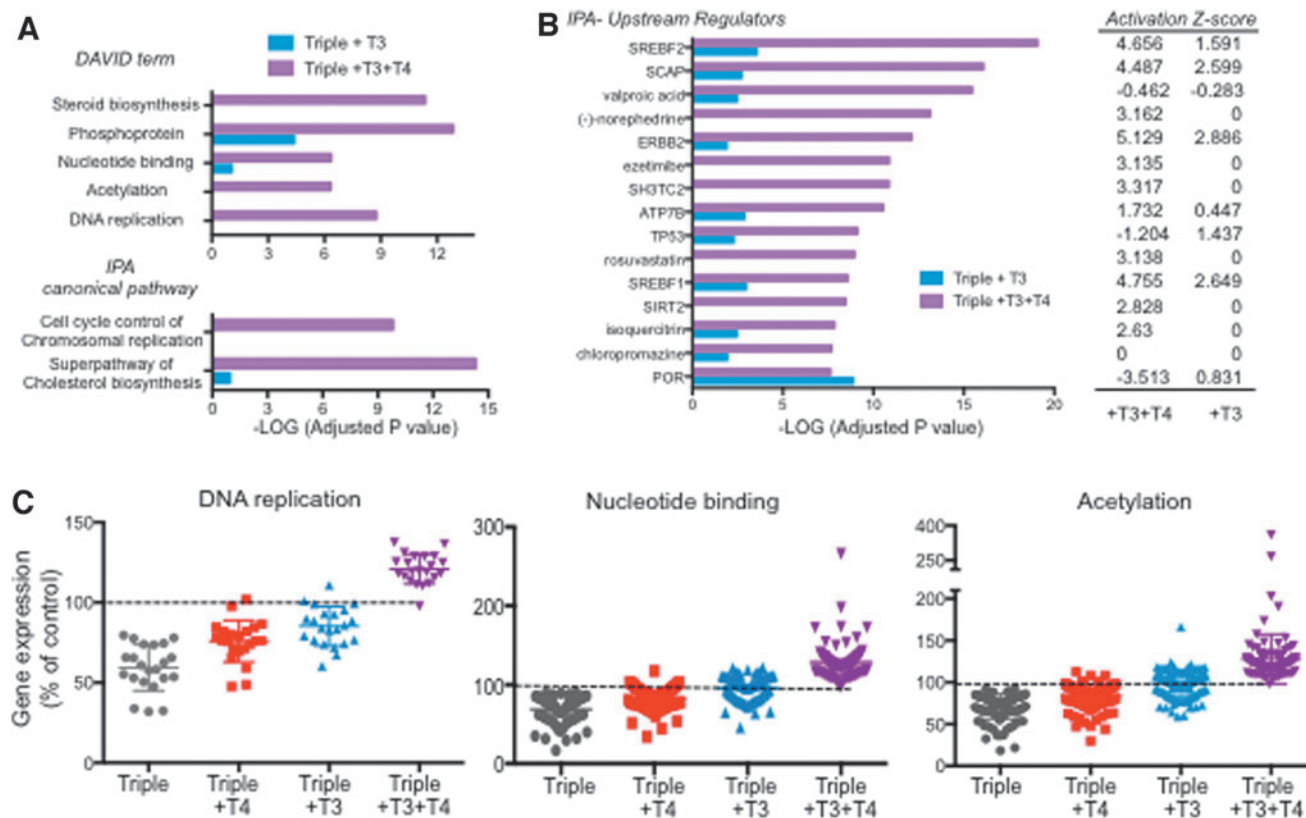 A
DAVID term
Triple + T3
Triple +T3+T4
Steroid biosynthesis
Phosphoprotein
Nucleotide binding
Acetylation
DNA replication
0 3 6 9 12
IPA
canonical pathway
Cell cycle control of
Chromosomal replication
Superpathway of
Cholesterol biosynthesis
0 3 6 9 12 15
-LOG (Adjusted P value)
B
IPA- Upstream Regulators
Activation Z-score
SREBF2 4.656 1.591
SCAP 4.487 2.599
valproic acid -0.462 -0.283
(-)-norephedrine 3.162 0
ERBB2 5.129 2.886
ezetimibe 3.135 0
SH3TC2 3.317 0
ATP7B 1.732 0.447
TP53 -1.204 1.437
rosuvastatin 3.138 0
SREBF1 4.755 2.649
SIRT2 2.828 0
isoquercitrin 2.63 0
chloropromazine 0 0
POR -3.513 0.831
Triple + T3
Triple +T3+T4
0 5 10 15 20
-LOG (Adjusted P value)
+T3+T4 +T3
C
DNA replication
Gene expression
(% of control)
150
100
50
0
Triple
Triple +T4
Triple +T3
Triple +T3+T4
Nucleotide binding
300
200
100
0
Triple
Triple +T4
Triple +T3
Triple +T3+T4
Acetylation
400
250
150
100
50
0
Triple
Triple +T4
Triple +T3
Triple +T3+T4